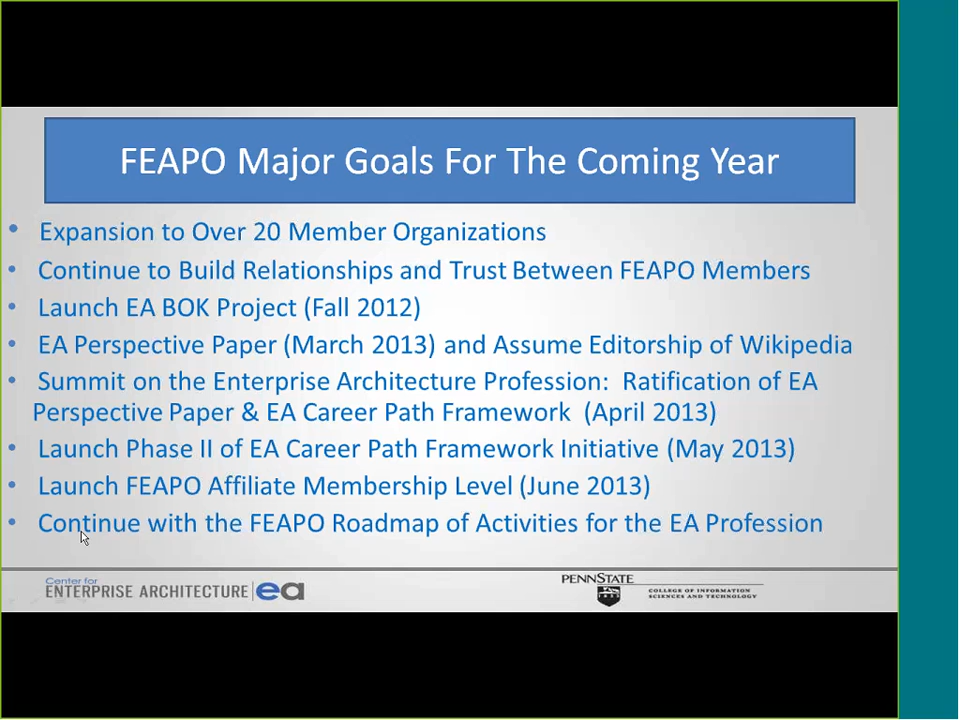 FEAPO Major Goals For The Coming Year
• Expansion to Over 20 Member Organizations
• Continue to Build Relationships and Trust Between FEAPO Members
• Launch EA BOK Project (Fall 2012)
• EA Perspective Paper (March 2013) and Assume Editorship of Wikipedia
• Summit on the Enterprise Architecture Profession: Ratification of EA
Perspective Paper & EA Career Path Framework (April 2013)
• Launch Phase II of EA Career Path Framework Initiative (May 2013)
• Launch FEAPO Affiliate Membership Level (June 2013)
• Continue with the FEAPO Roadmap of Activities for the EA Profession
Center for
ENTERPRISE ARCHITECTURE ea
PENNSTATE
COLLEGE OF INFORMATION
SCIENCES AND TECHNOLOGY